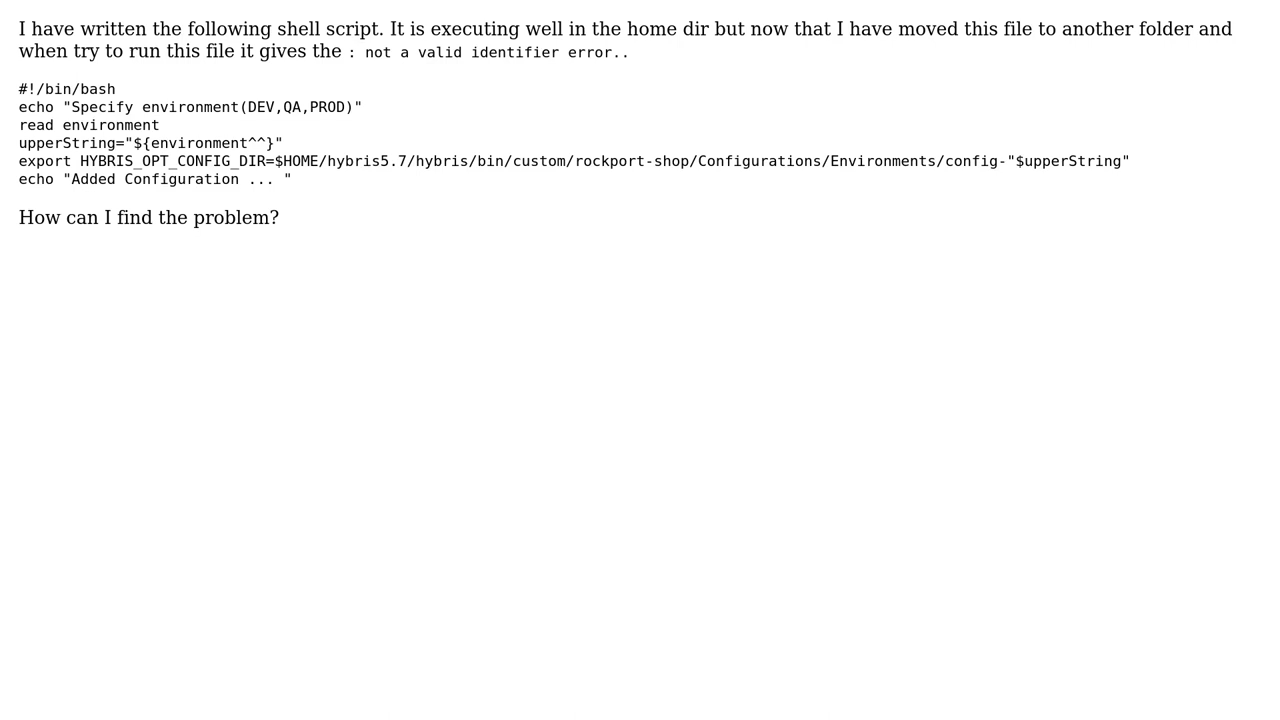 I have written the following shell script. It is executing well in the home dir but now that I have moved this file to another folder and
when try to run this file it gives the : not a valid identifier error..
#!/bin/bash
echo "Specify environment(DEV,QA,PROD)"
read environment
upperString="${environment^^}"
export HYBRIS_OPT_CONFIG_DIR=$HOME/hybris5.7/hybris/bin/custom/rockport-shop/Configurations/Environments/config-"$upperString"
echo "Added Configuration ... "
How can I find the problem?